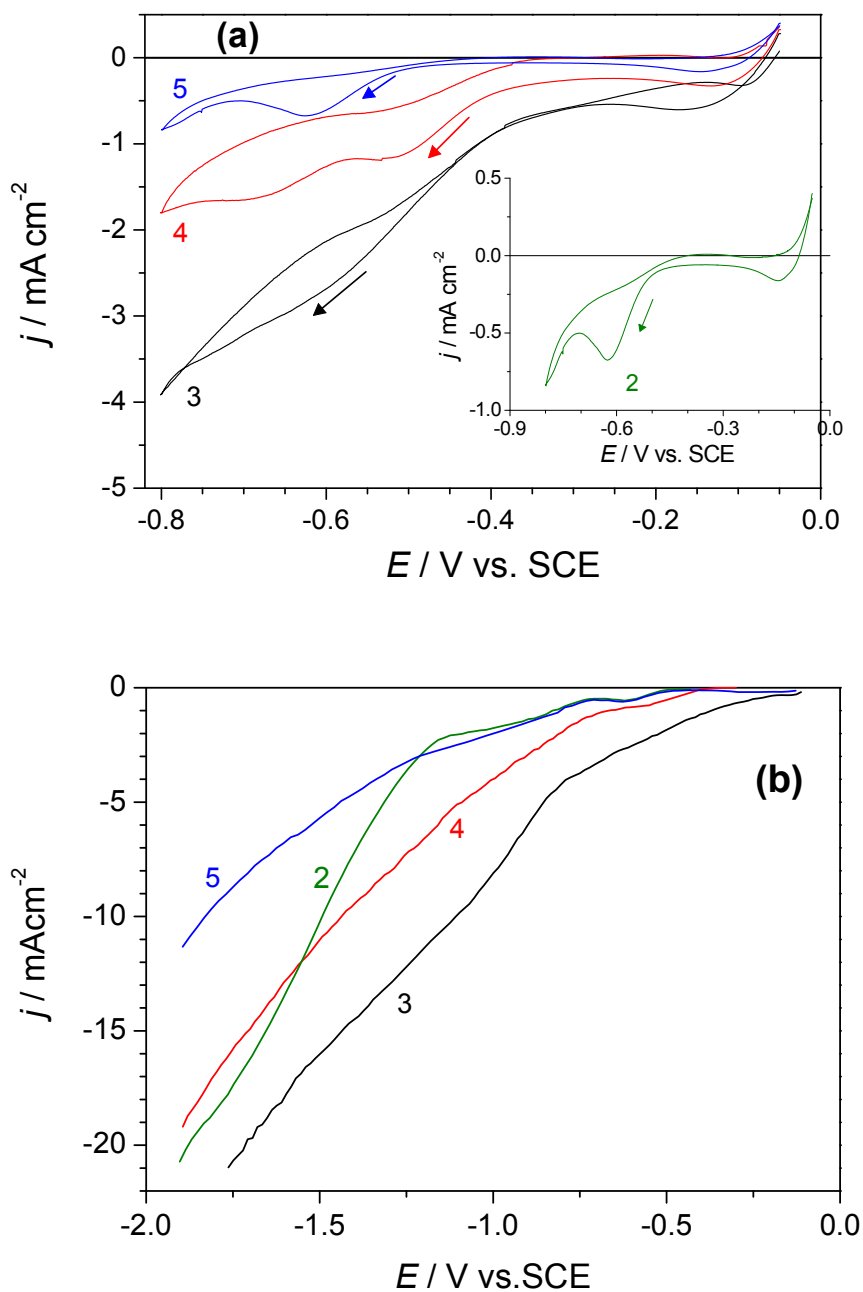 (a)
0
5
-1
4
-2
-3
3
-4
-5
j / mA cm-2
-0.8 -0.6 -0.4 -0.2 0.0
E / V vs. SCE
0.5
0.0
-0.5
-1.0
j / mA cm-2
2
-0.9 -0.6 -0.3 0.0
E / V vs. SCE
0
(b)
-5
4
5 2
-10
3
-15
-20
j / mAcm-2
-2.0 -1.5 -1.0 -0.5 0.0
E / V vs.SCE